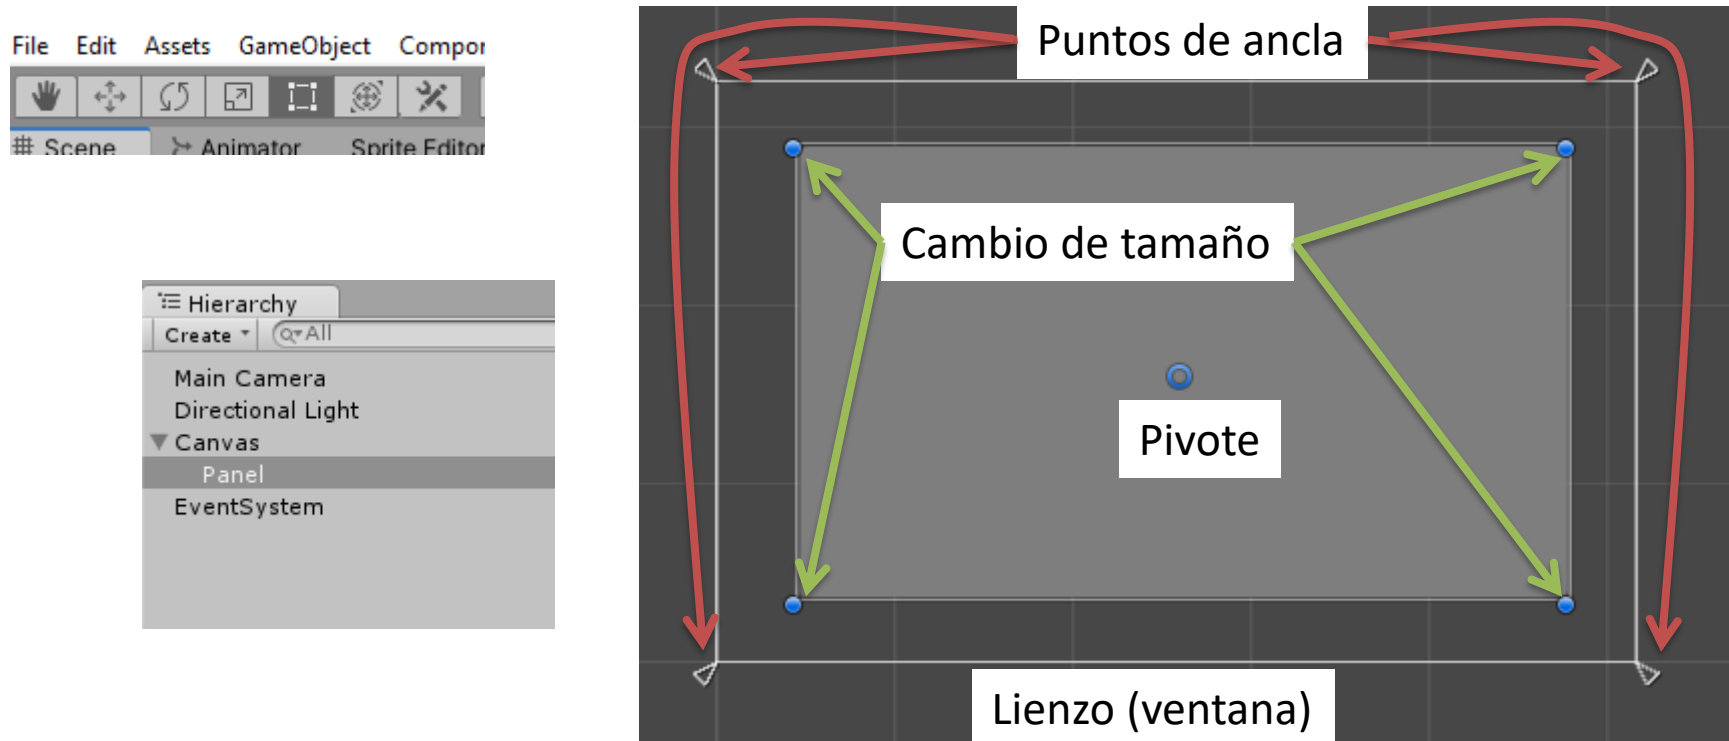 File Edit Assets GameObject Compor
Scene Animator Sprite Editor
Hierarchy
Create All
Main Camera
Directional Light
Canvas
Panel
EventSystem
Puntos de ancla
Cambio de tamaño
Pivote
Lienzo (ventana)